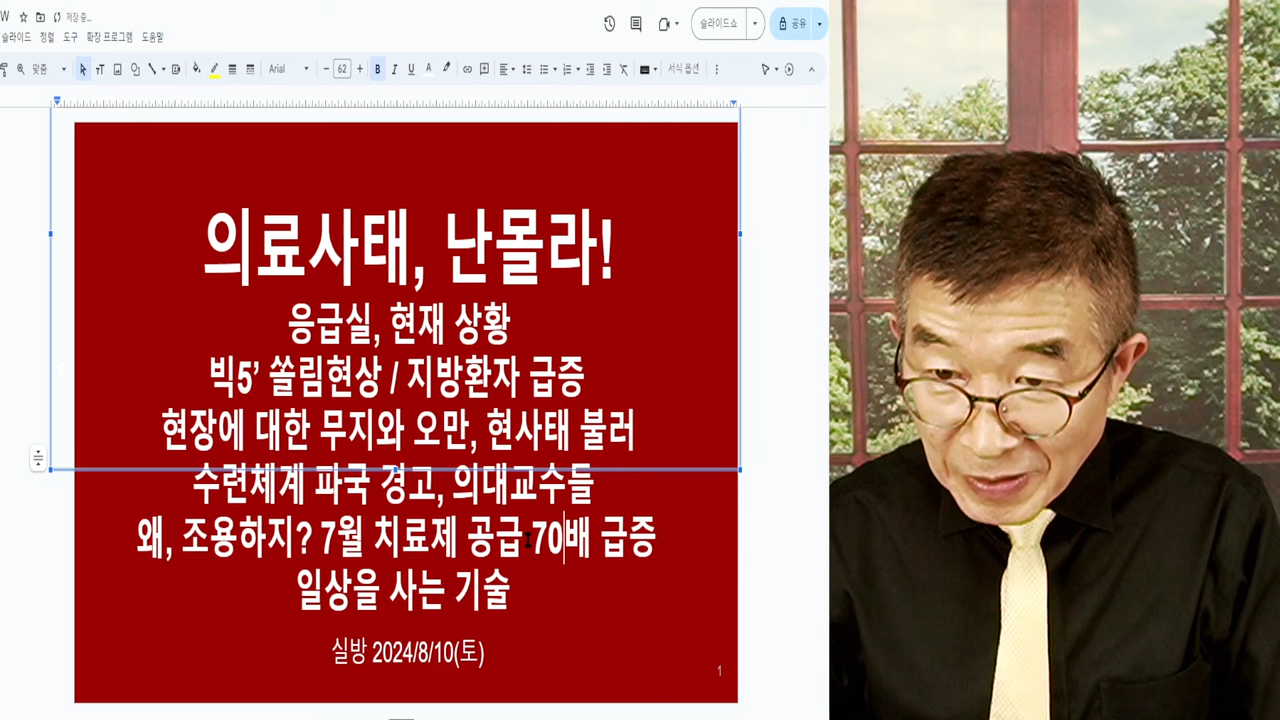 W 저장 중...
슬라이드 정렬 도구 확장 프로그램 도움말
슬라이드쇼
공유
맞춤 Arial − 62 + B I U A 서식 옵션
의료사태, 난몰라!
응급실, 현재 상황
빅5’ 쏠림현상 / 지방환자 급증
현장에 대한 무지와 오만, 현사태 불러
수련체계 파국 경고, 의대교수들
왜, 조용하지? 7월 치료제 공급 70배 급증
일상을 사는 기술
실방 2024/8/10(토)
1